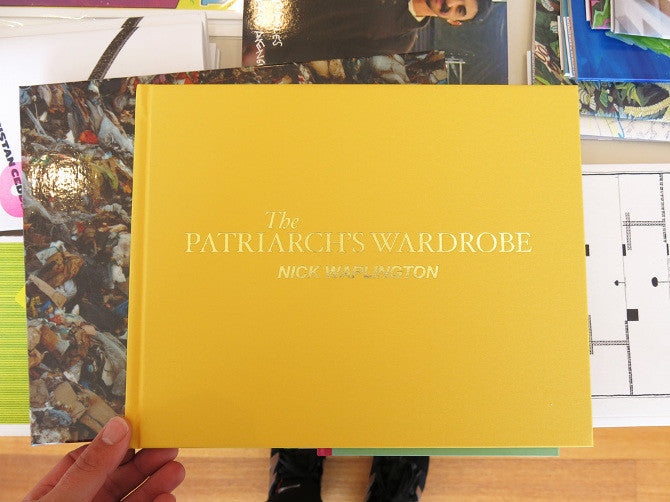 The
PATRIARCH'S WARDROBE
NICK WAPLINGTON